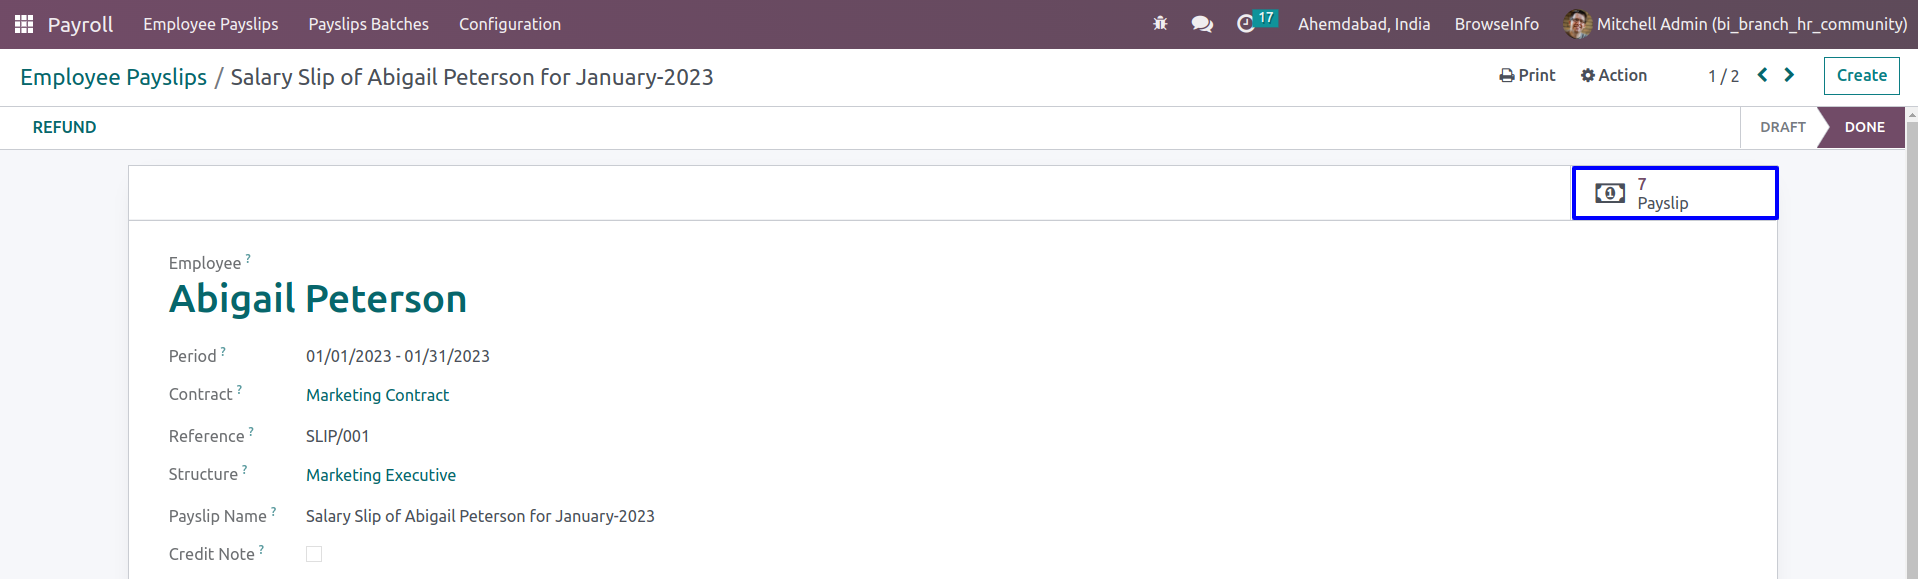 Payroll Employee Payslips Payslips Batches Configuration 17 Ahemdabad, India BrowseInfo Mitchell Admin (bi_branch_hr_community)
Employee Payslips / Salary Slip of Abigail Peterson for January-2023 Print Action 1 / 2 Create
REFUND DRAFT DONE
7
Payslip
Employee ?
Abigail Peterson
Period ? 01/01/2023 - 01/31/2023
Contract ? Marketing Contract
Reference ? SLIP/001
Structure ? Marketing Executive
Payslip Name ? Salary Slip of Abigail Peterson for January-2023
Credit Note ?